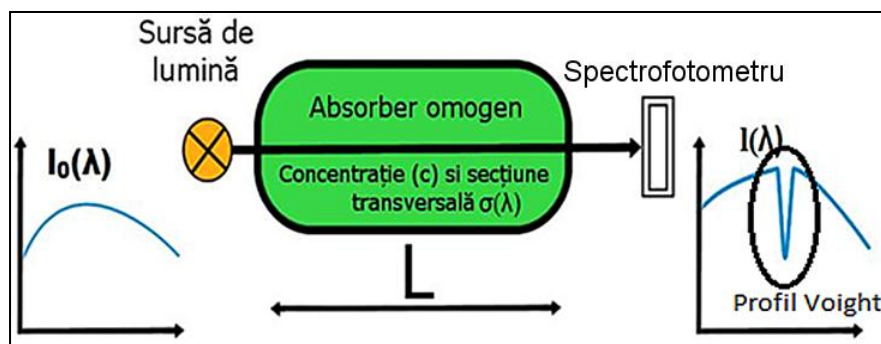 Sursă de
lumină
Spectrofotometru
Absorber omogen
I₀(λ)
I(λ)
Concentrație (c) si secțiune
transversală σ(λ)
L
Profil Voight